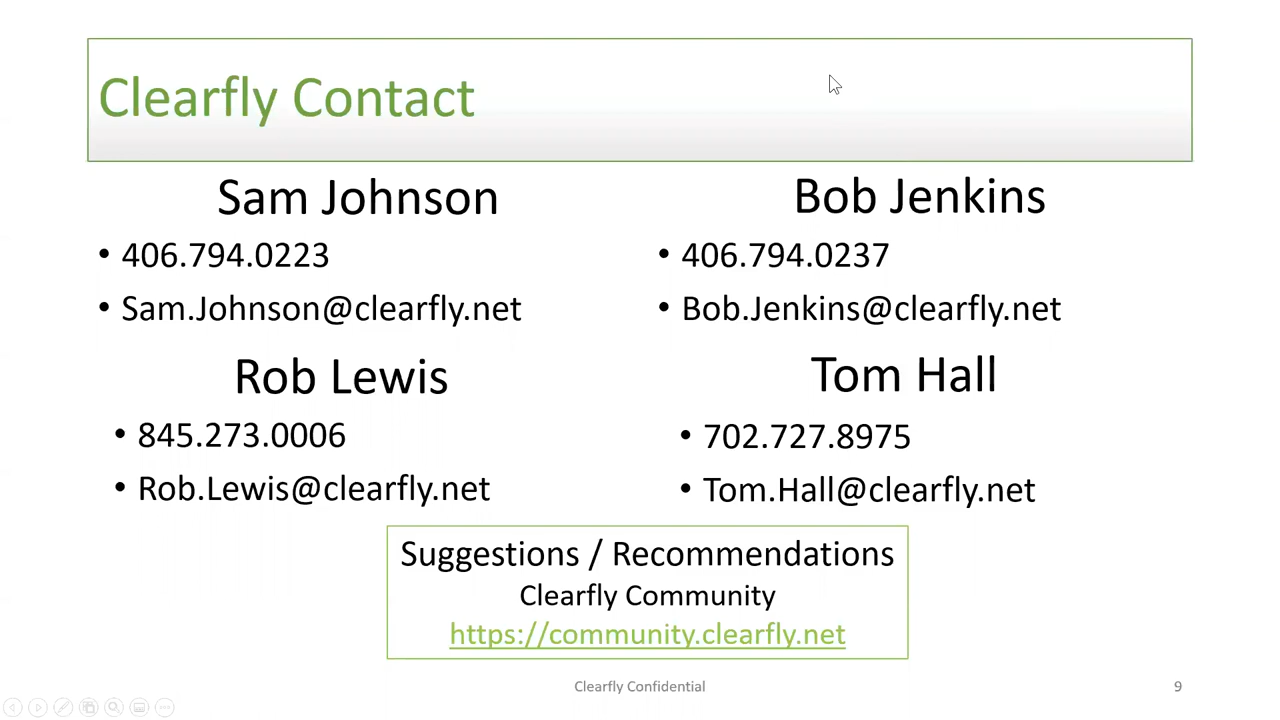 Clearfly Contact
Sam Johnson
• 406.794.0223
• Sam.Johnson@clearfly.net
Bob Jenkins
• 406.794.0237
• Bob.Jenkins@clearfly.net
Rob Lewis
• 845.273.0006
• Rob.Lewis@clearfly.net
Tom Hall
• 702.727.8975
• Tom.Hall@clearfly.net
Suggestions / Recommendations
Clearfly Community
https://community.clearfly.net
Clearfly Confidential
9